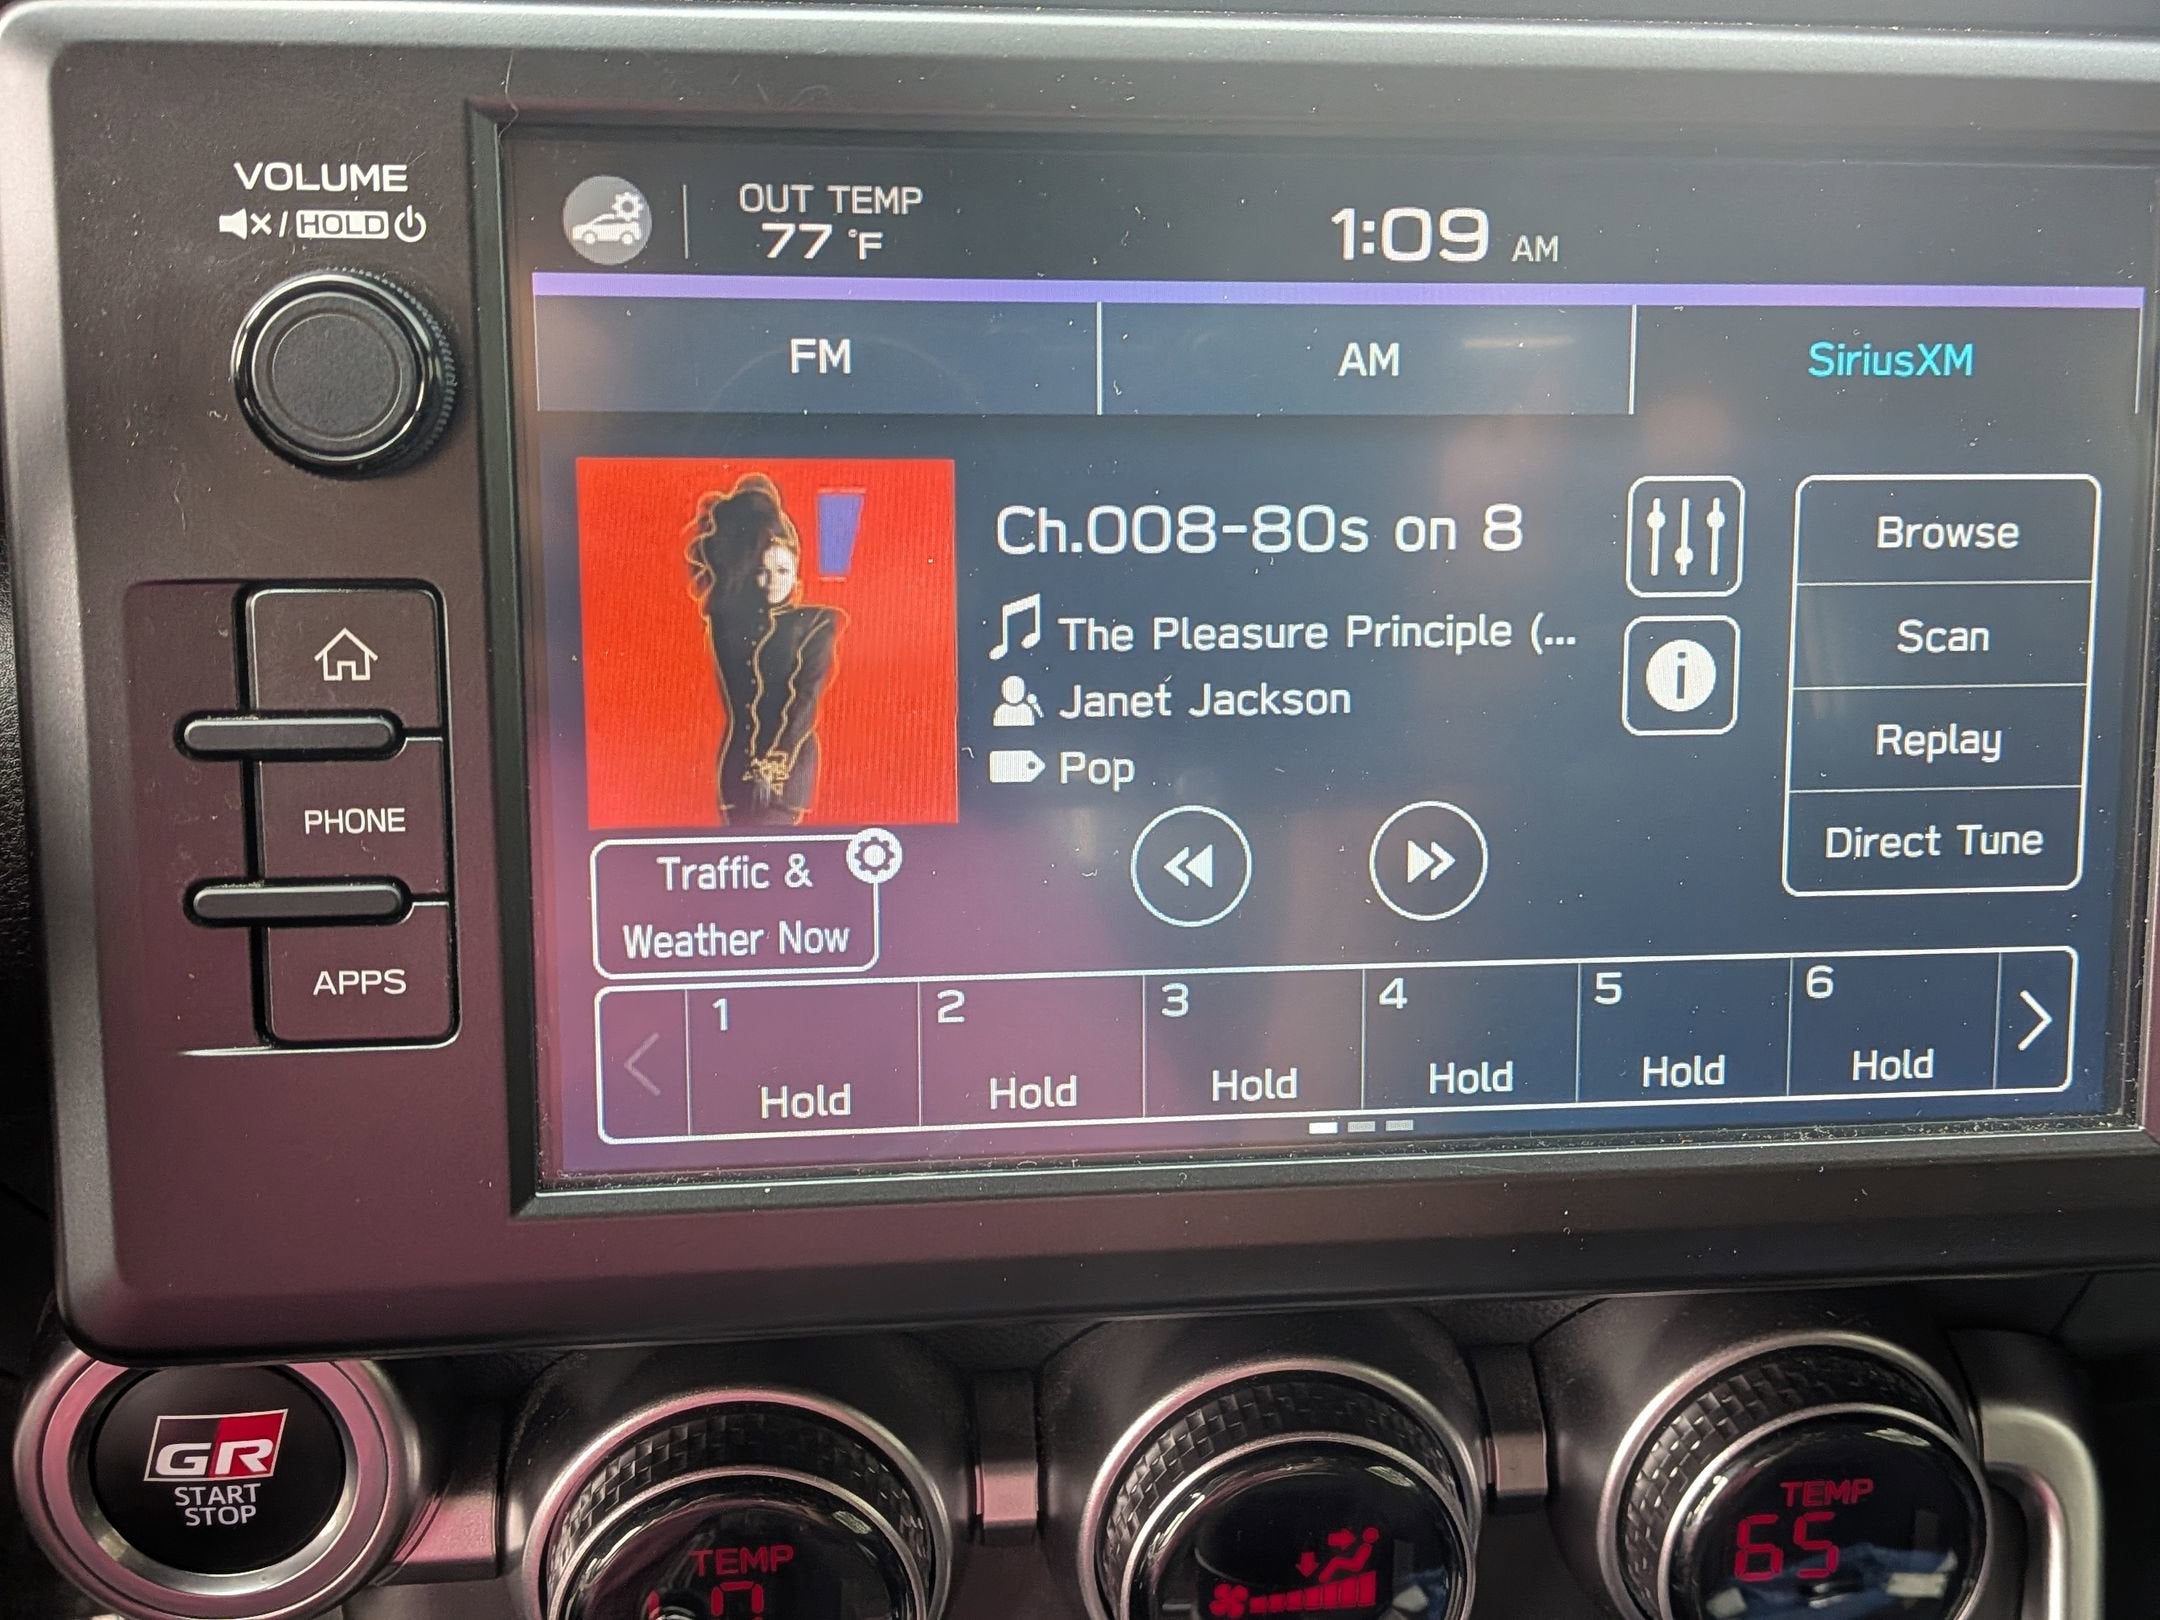 VOLUME
HOLD
OUT TEMP
77 °F
1:09 AM
FM
AM
SiriusXM
Ch.008-80s on 8
The Pleasure Principle (...
Janet Jackson
Pop
Browse
Scan
Replay
Direct Tune
PHONE
APPS
Traffic &
Weather Now
1 Hold
2 Hold
3 Hold
4 Hold
5 Hold
6 Hold
GR
START
STOP
TEMP
TEMP
65